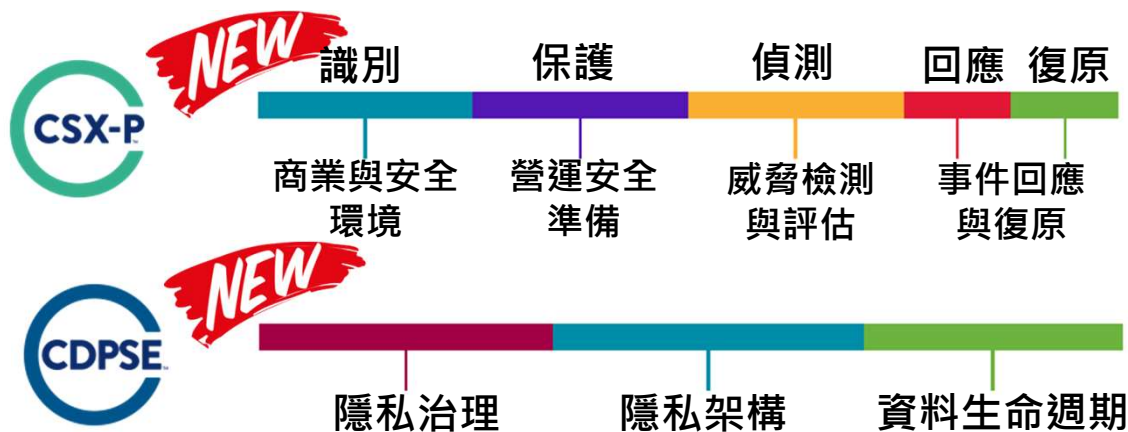 NEW
識別 保護 偵測 回應 復原
CSX-P
商業與安全 營運安全 威脅檢測 事件回應
環境 準備 與評估 與復原
NEW
CDPSE
隱私治理 隱私架構 資料生命週期